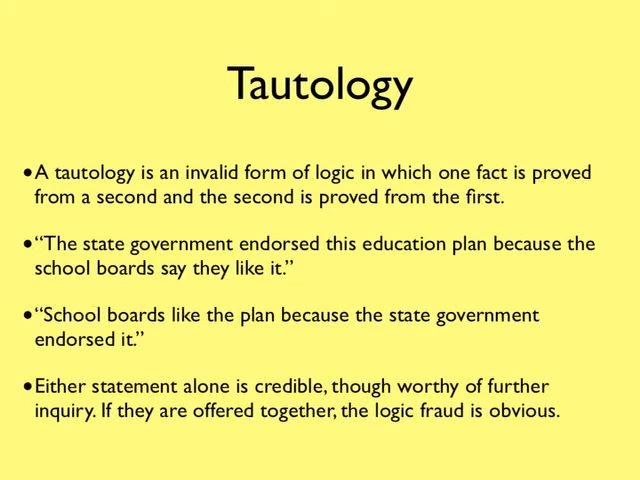 Tautology
•A tautology is an invalid form of logic in which one fact is proved
from a second and the second is proved from the first.
•“The state government endorsed this education plan because the
school boards say they like it.”
•“School boards like the plan because the state government
endorsed it.”
•Either statement alone is credible, though worthy of further
inquiry. If they are offered together, the logic fraud is obvious.